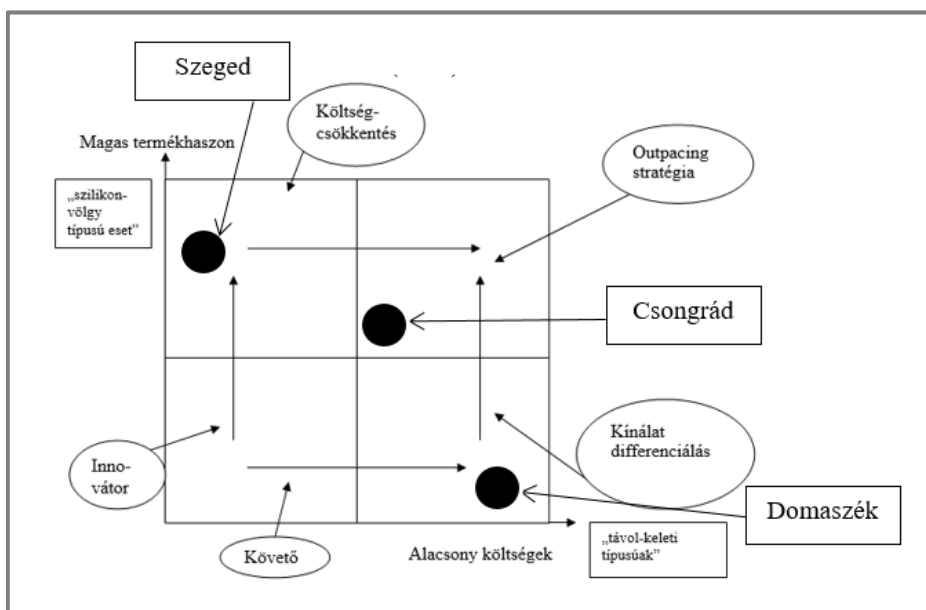 Szeged
Költség-
csökkentés
Magas termékhaszon
Outpacing
stratégia
„szilikon-
völgy
típusú eset”
Csongrád
Kínálat
differenciálás
Inno-
vátor
Domaszék
Követő
Alacsony költségek
„távol-keleti
típusúak”